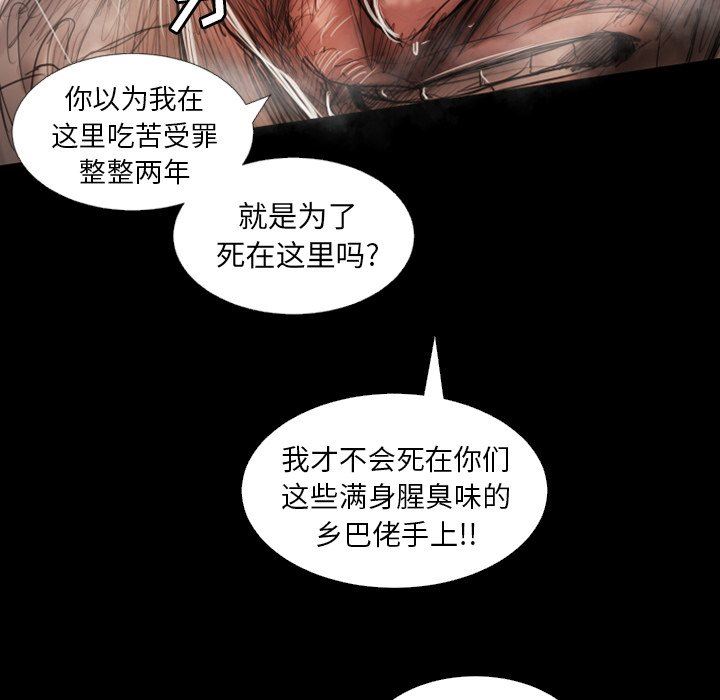 你以为我在
这里吃苦受罪
整整两年
就是为了
死在这里吗?
我才不会死在你们
这些满身腥臭味的
乡巴佬手上!!